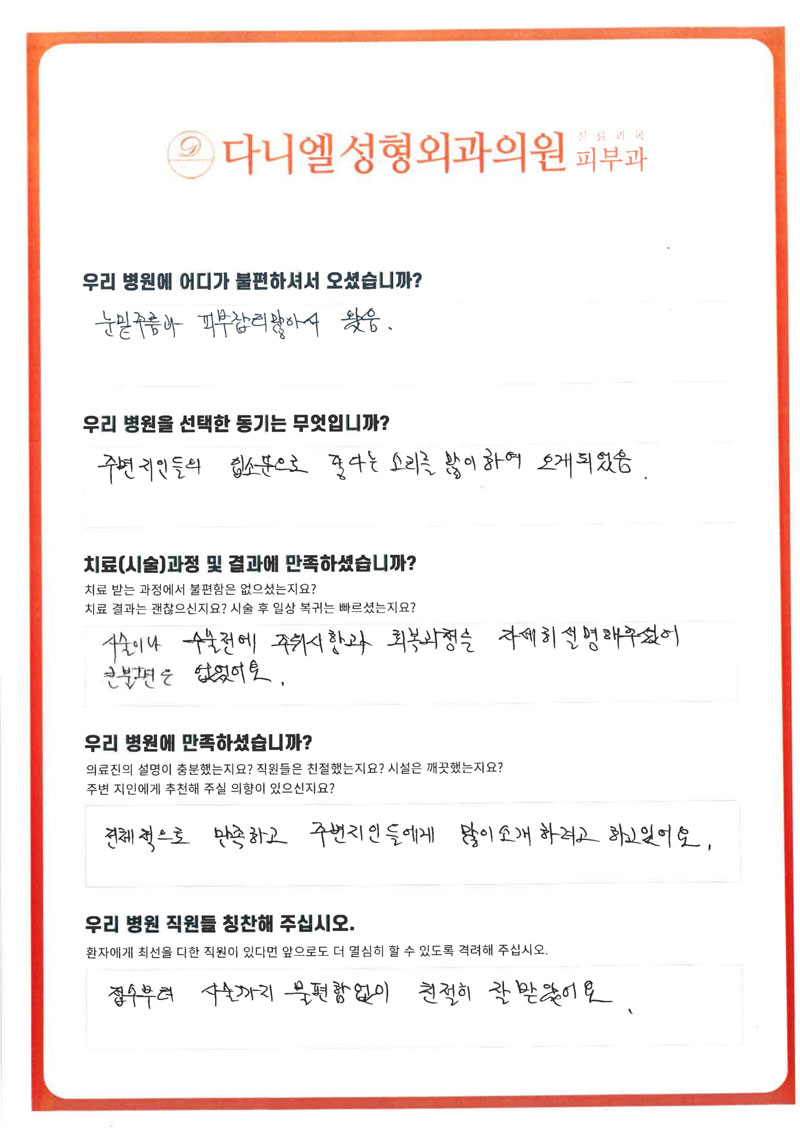 다니엘성형외과의원 진료과목 피부과
우리 병원에 어디가 불편하셔서 오셨습니까?
눈밑주름과 피부잡티많아서 왔음.
우리 병원을 선택한 동기는 무엇입니까?
주변지인들의 입소문으로 좋다는 소리를 많이하여 오게되었음.
치료(시술)과정 및 결과에 만족하셨습니까?
치료 받는 과정에서 불편함은 없으셨는지요?
치료 결과는 괜찮으신지요? 시술 후 일상 복귀는 빠르셨는지요?
시술이나 수술전에 주위사항과 회복과정을 자세히설명해주셨어
큰불편은 없었어요.
우리 병원에 만족하셨습니까?
의료진의 설명이 충분했는지요? 직원들은 친절했는지요? 시설은 깨끗했는지요?
주변 지인에게 추천해 주실 의향이 있으신지요?
전체적으로 만족하고 주변지인들에게 많이소개하려고 하고있어요.
우리 병원 직원들 칭찬해 주십시오.
환자에게 최선을 다한 직원이 있다면 앞으로도 더 열심히 할 수 있도록 격려해 주십시오.
접수부터 시술까지 불편함없이 친절히 잘받았어요.